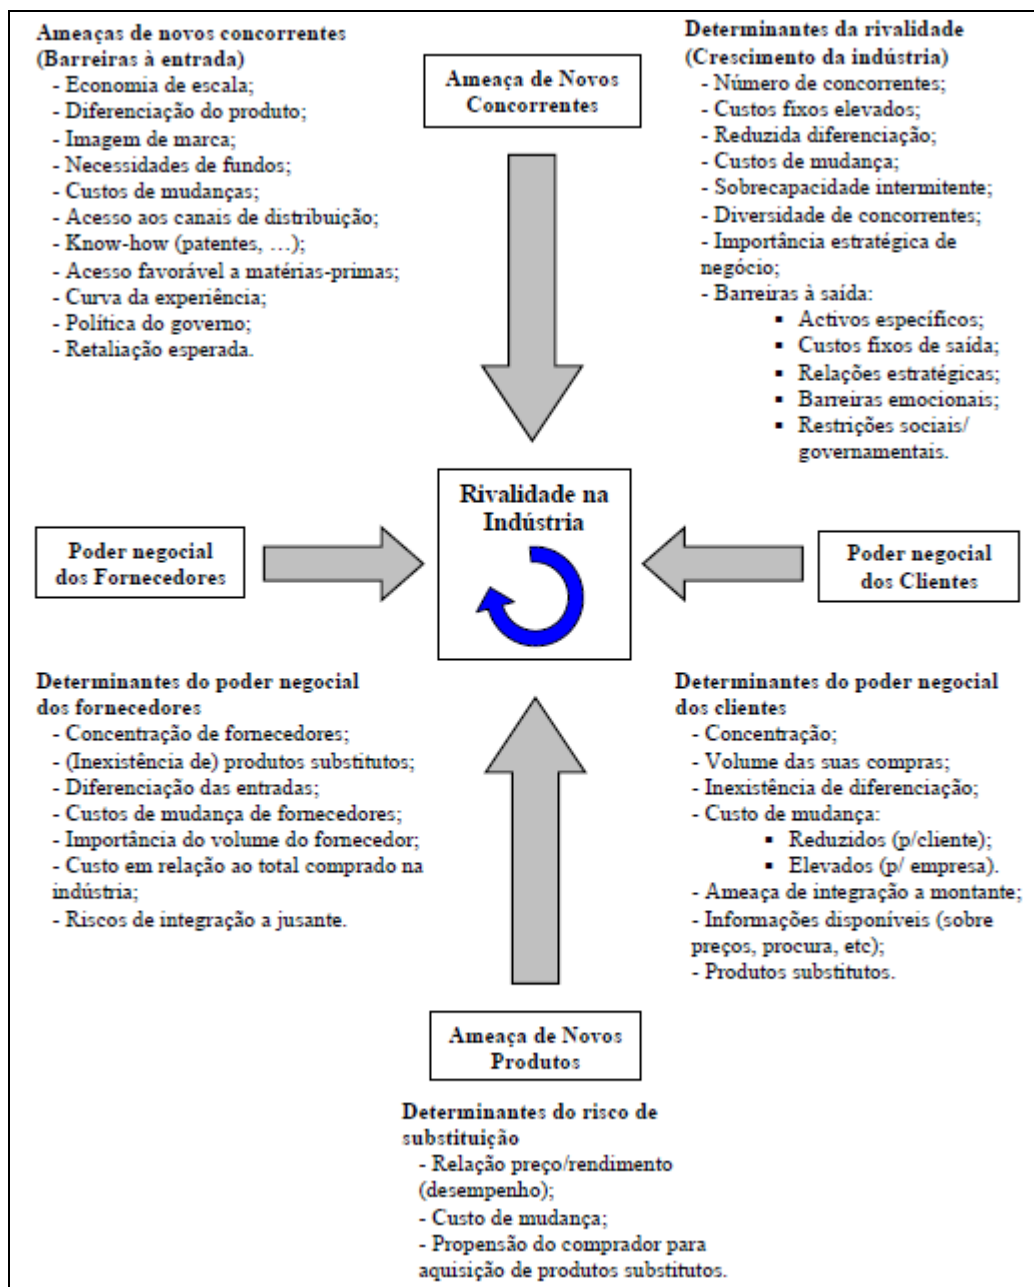 Ameaças de novos concorrentes
(Barreiras à entrada)
- Economia de escala;
- Diferenciação do produto;
- Imagem de marca;
- Necessidades de fundos;
- Custos de mudanças;
- Acesso aos canais de distribuição;
- Know-how (patentes, …);
- Acesso favorável a matérias-primas;
- Curva da experiência;
- Política do governo;
- Retaliação esperada.
Ameaça de Novos
Concorrentes
Determinantes da rivalidade
(Crescimento da indústria)
- Número de concorrentes;
- Custos fixos elevados;
- Reduzida diferenciação;
- Custos de mudança;
- Sobrecapacidade intermitente;
- Diversidade de concorrentes;
- Importância estratégica de
negócio;
- Barreiras à saída:
▪ Activos específicos;
▪ Custos fixos de saída;
▪ Relações estratégicas;
▪ Barreiras emocionais;
▪ Restrições sociais/
governamentais.
Poder negocial
dos Fornecedores
Rivalidade na
Indústria
Poder negocial
dos Clientes
Determinantes do poder negocial
dos fornecedores
- Concentração de fornecedores;
- (Inexistência de) produtos substitutos;
- Diferenciação das entradas;
- Custos de mudança de fornecedores;
- Importância do volume do fornecedor;
- Custo em relação ao total comprado na
indústria;
- Riscos de integração a jusante.
Determinantes do poder negocial
dos clientes
- Concentração;
- Volume das suas compras;
- Inexistência de diferenciação;
- Custo de mudança:
▪ Reduzidos (p/cliente);
▪ Elevados (p/ empresa).
- Ameaça de integração a montante;
- Informações disponíveis (sobre
preços, procura, etc);
- Produtos substitutos.
Ameaça de Novos
Produtos
Determinantes do risco de
substituição
- Relação preço/rendimento
(desempenho);
- Custo de mudança;
- Propensão do comprador para
aquisição de produtos substitutos.